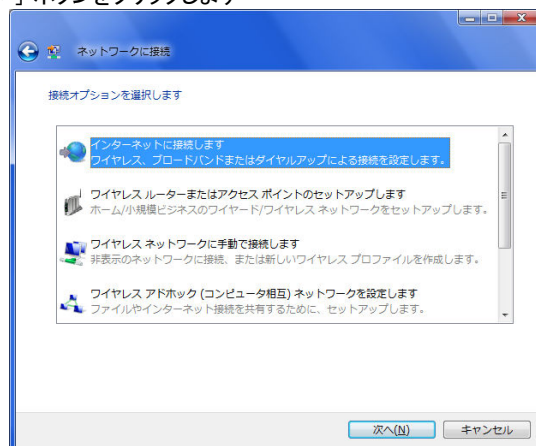 」ボタンをクリックします
ネットワークに接続
接続オプションを選択します
インターネットに接続します
ワイヤレス、ブロードバンドまたはダイヤルアップによる接続を設定します。
ワイヤレス ルーターまたはアクセス ポイントのセットアップします
ホーム/小規模ビジネスのワイヤード/ワイヤレス ネットワークをセットアップします。
ワイヤレス ネットワークに手動で接続します
非表示のネットワークに接続、または新しいワイヤレス プロファイルを作成します。
ワイヤレス アドホック (コンピュータ相互) ネットワークを設定します
ファイルやインターネット接続を共有するために、セットアップします。
次へ(N)
キャンセル